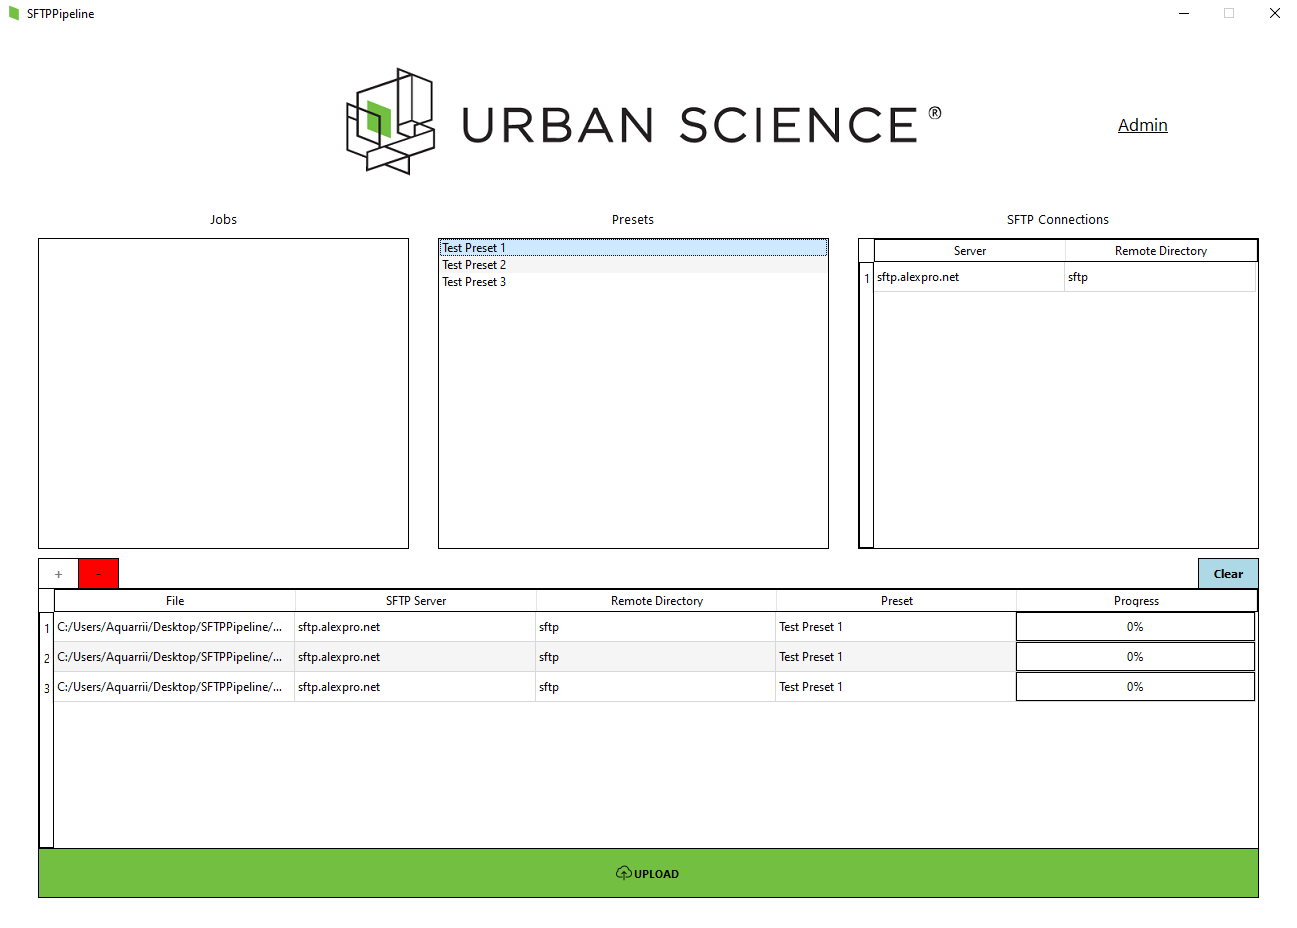 SFTPPipeline
URBAN SCIENCE ®
Admin
Jobs
Presets
SFTP Connections
Test Preset 1
Test Preset 2
Test Preset 3
Server Remote Directory
1 sftp.alexpro.net sftp
+ -
Clear
File SFTP Server Remote Directory Preset Progress
1 C:/Users/Aquarrii/Desktop/SFTPPipeline/... sftp.alexpro.net sftp Test Preset 1 0%
2 C:/Users/Aquarrii/Desktop/SFTPPipeline/... sftp.alexpro.net sftp Test Preset 1 0%
3 C:/Users/Aquarrii/Desktop/SFTPPipeline/... sftp.alexpro.net sftp Test Preset 1 0%
UPLOAD